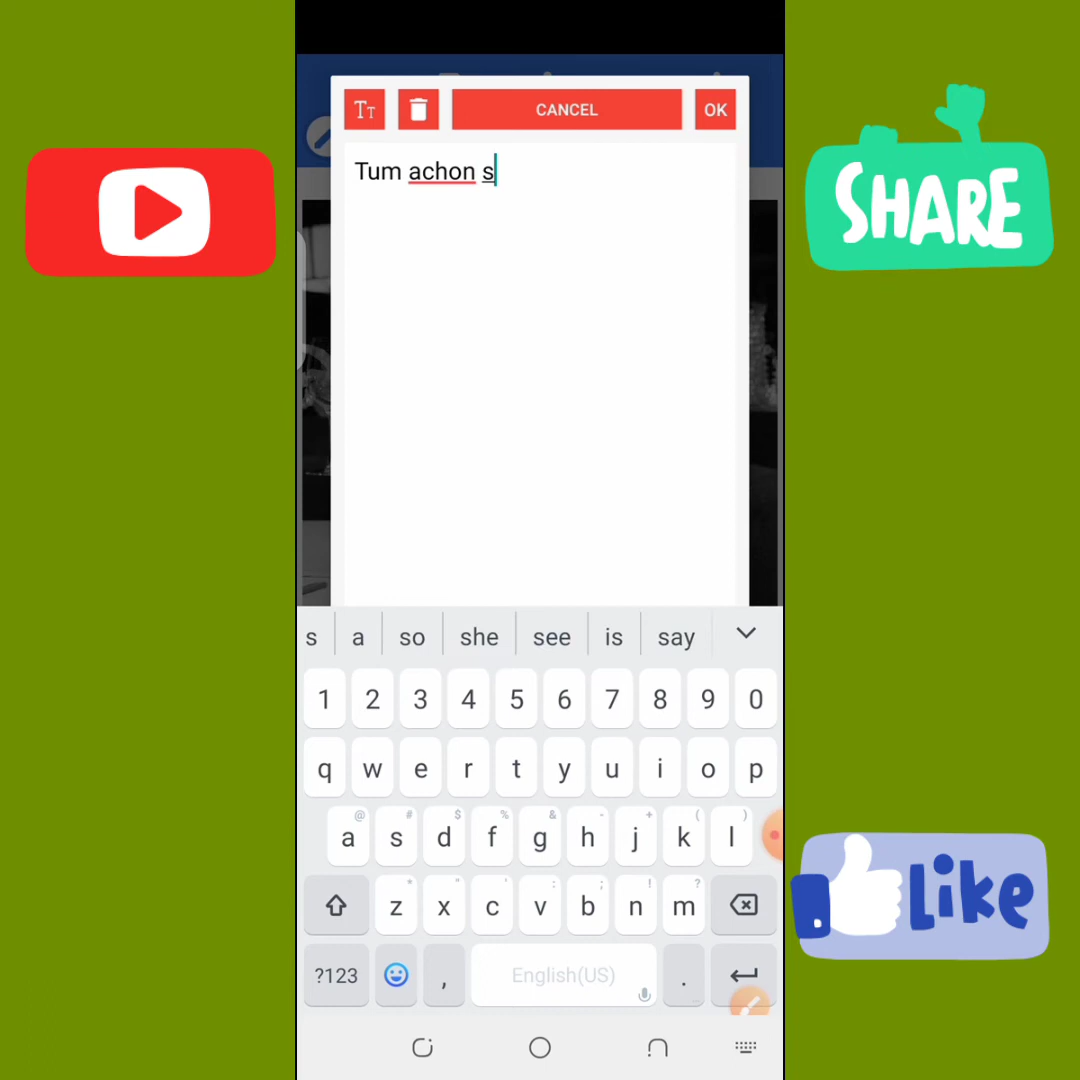 Tт CANCEL OK
Tum achon s
SHARE
s a so she see is say
1 2 3 4 5 6 7 8 9 0
q w e r t y u i o p
@ # $ % & - + ( )
a s d f g h j k l
* " ' : ; ! ?
z x c v b n m
Like
?123 , English(US) .